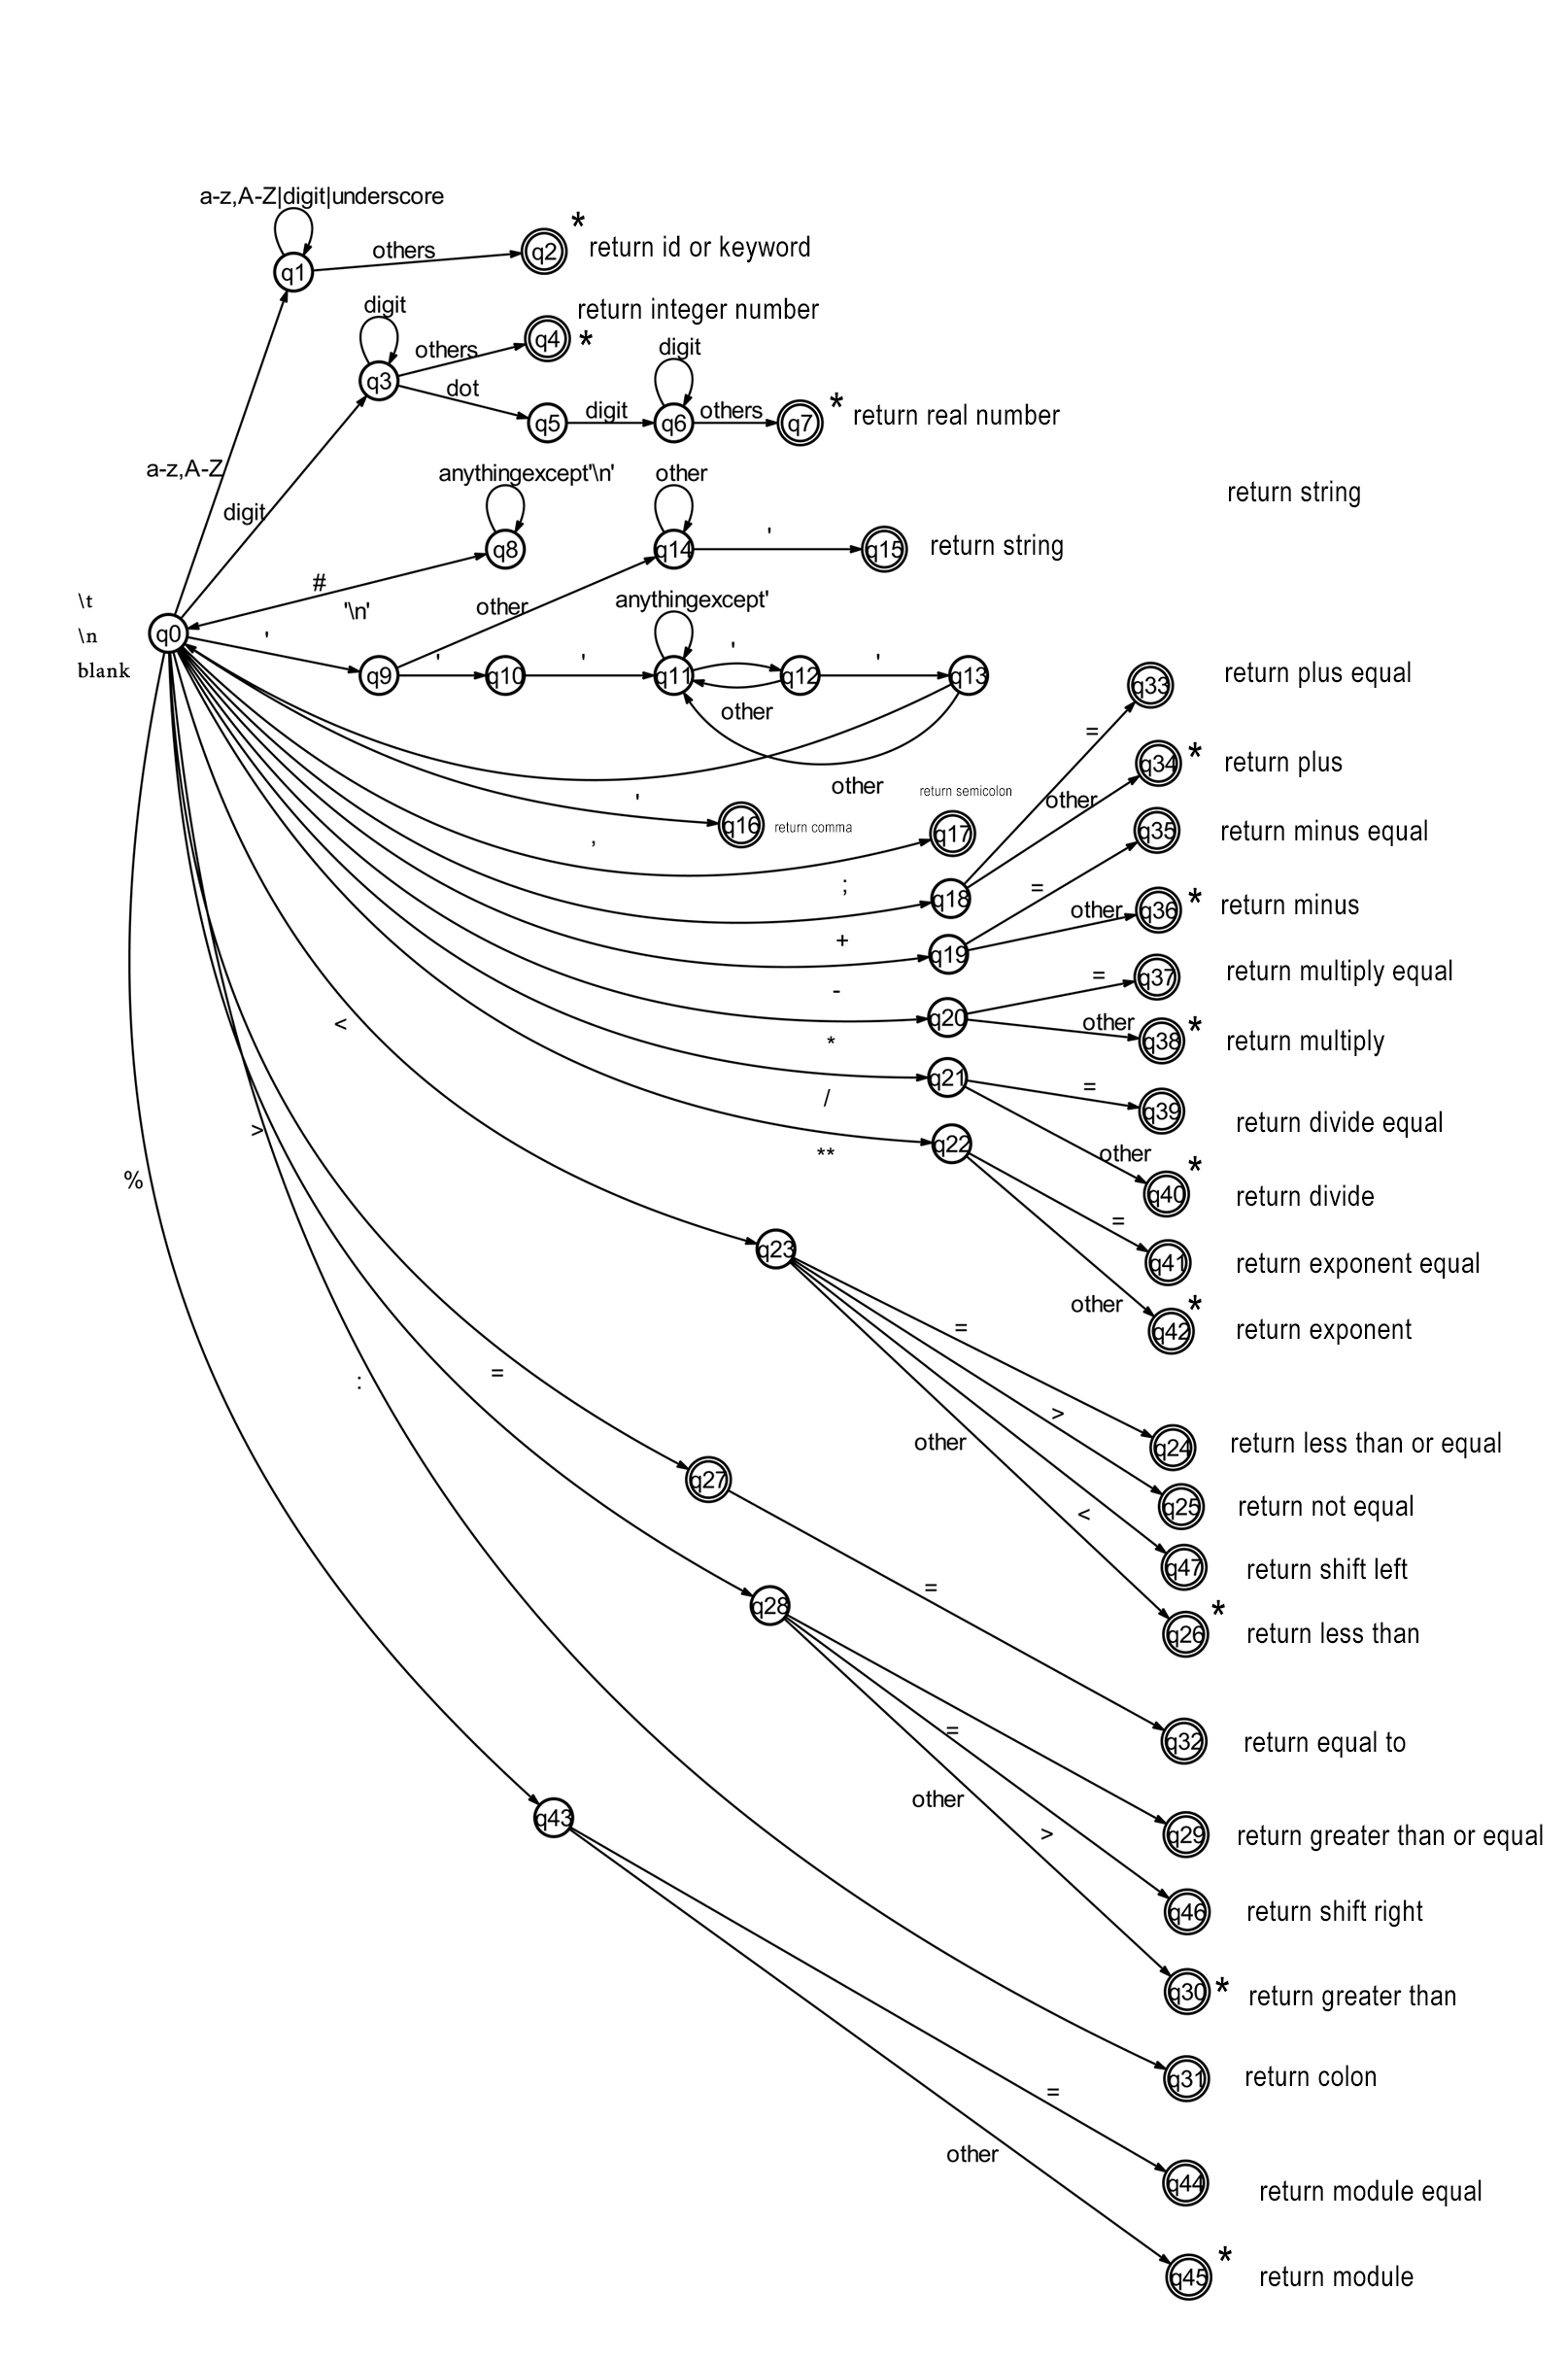 a-z,A-Z|digit|underscore
*
q2
others
return id or keyword
q1
digit
return integer number
q4
*
others
digit
q3
dot
*
q5
digit
q6
others
q7
return real number
a-z,A-Z
anythingexcept'\n'
other
return string
digit
'
q8
q14
q15
return string
#
\t
other
anythingexcept'
'\n'
q0
\n
'
'
'
'
'
blank
q9
q10
q11
q12
q13
return plus equal
q33
other
=
*
q34
return plus
other
return semicolon
other
'
q16
return comma
q17
q35
return minus equal
,
;
=
q18
*
other
q36
return minus
+
q19
=
q37
return multiply equal
-
q20
<
other
*
q38
return multiply
*
q21
=
/
q39
return divide equal
>
**
q22
other
*
%
q40
return divide
=
q23
q41
return exponent equal
other
*
=
q42
return exponent
=
:
>
other
q24
return less than or equal
q27
<
q25
return not equal
q47
return shift left
=
q28
*
q26
return less than
=
q32
return equal to
other
q43
>
q29
return greater than or equal
q46
return shift right
q30
*
return greater than
q31
return colon
=
other
q44
return module equal
*
q45
return module